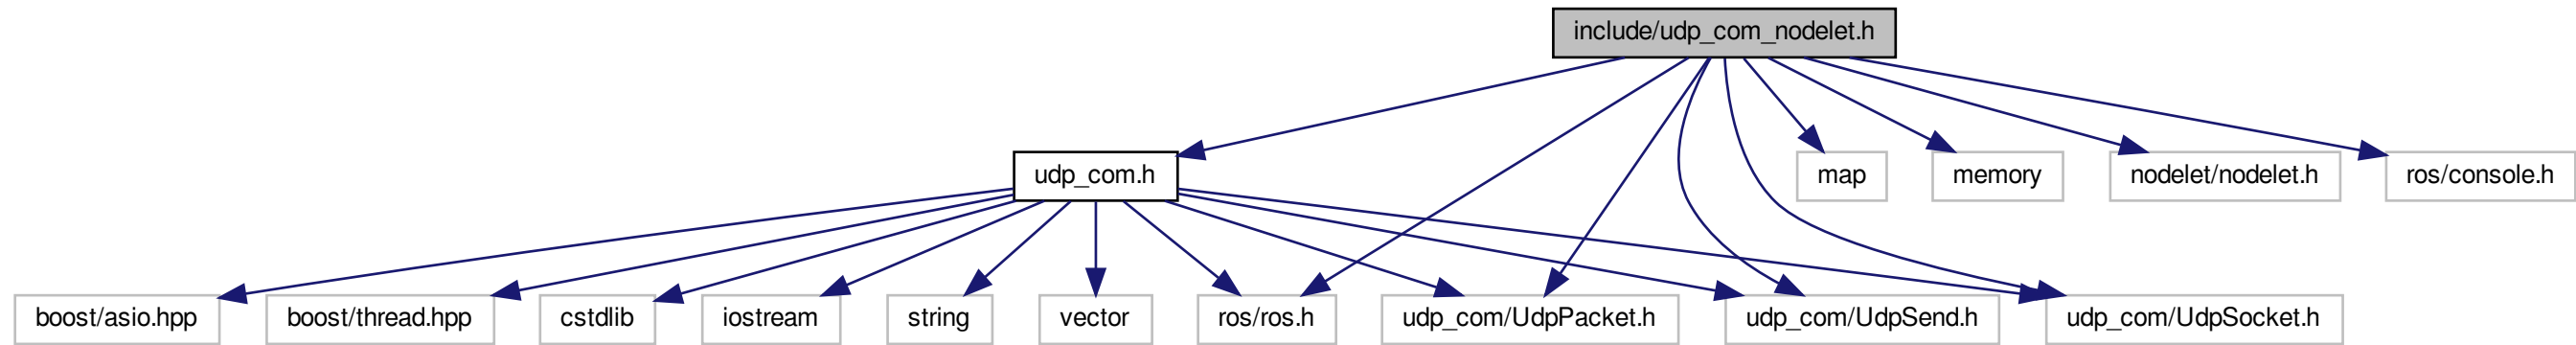 include/udp_com_nodelet.h
udp_com.h
map
memory
nodelet/nodelet.h
ros/console.h
boost/asio.hpp
boost/thread.hpp
cstdlib
iostream
string
vector
ros/ros.h
udp_com/UdpPacket.h
udp_com/UdpSend.h
udp_com/UdpSocket.h